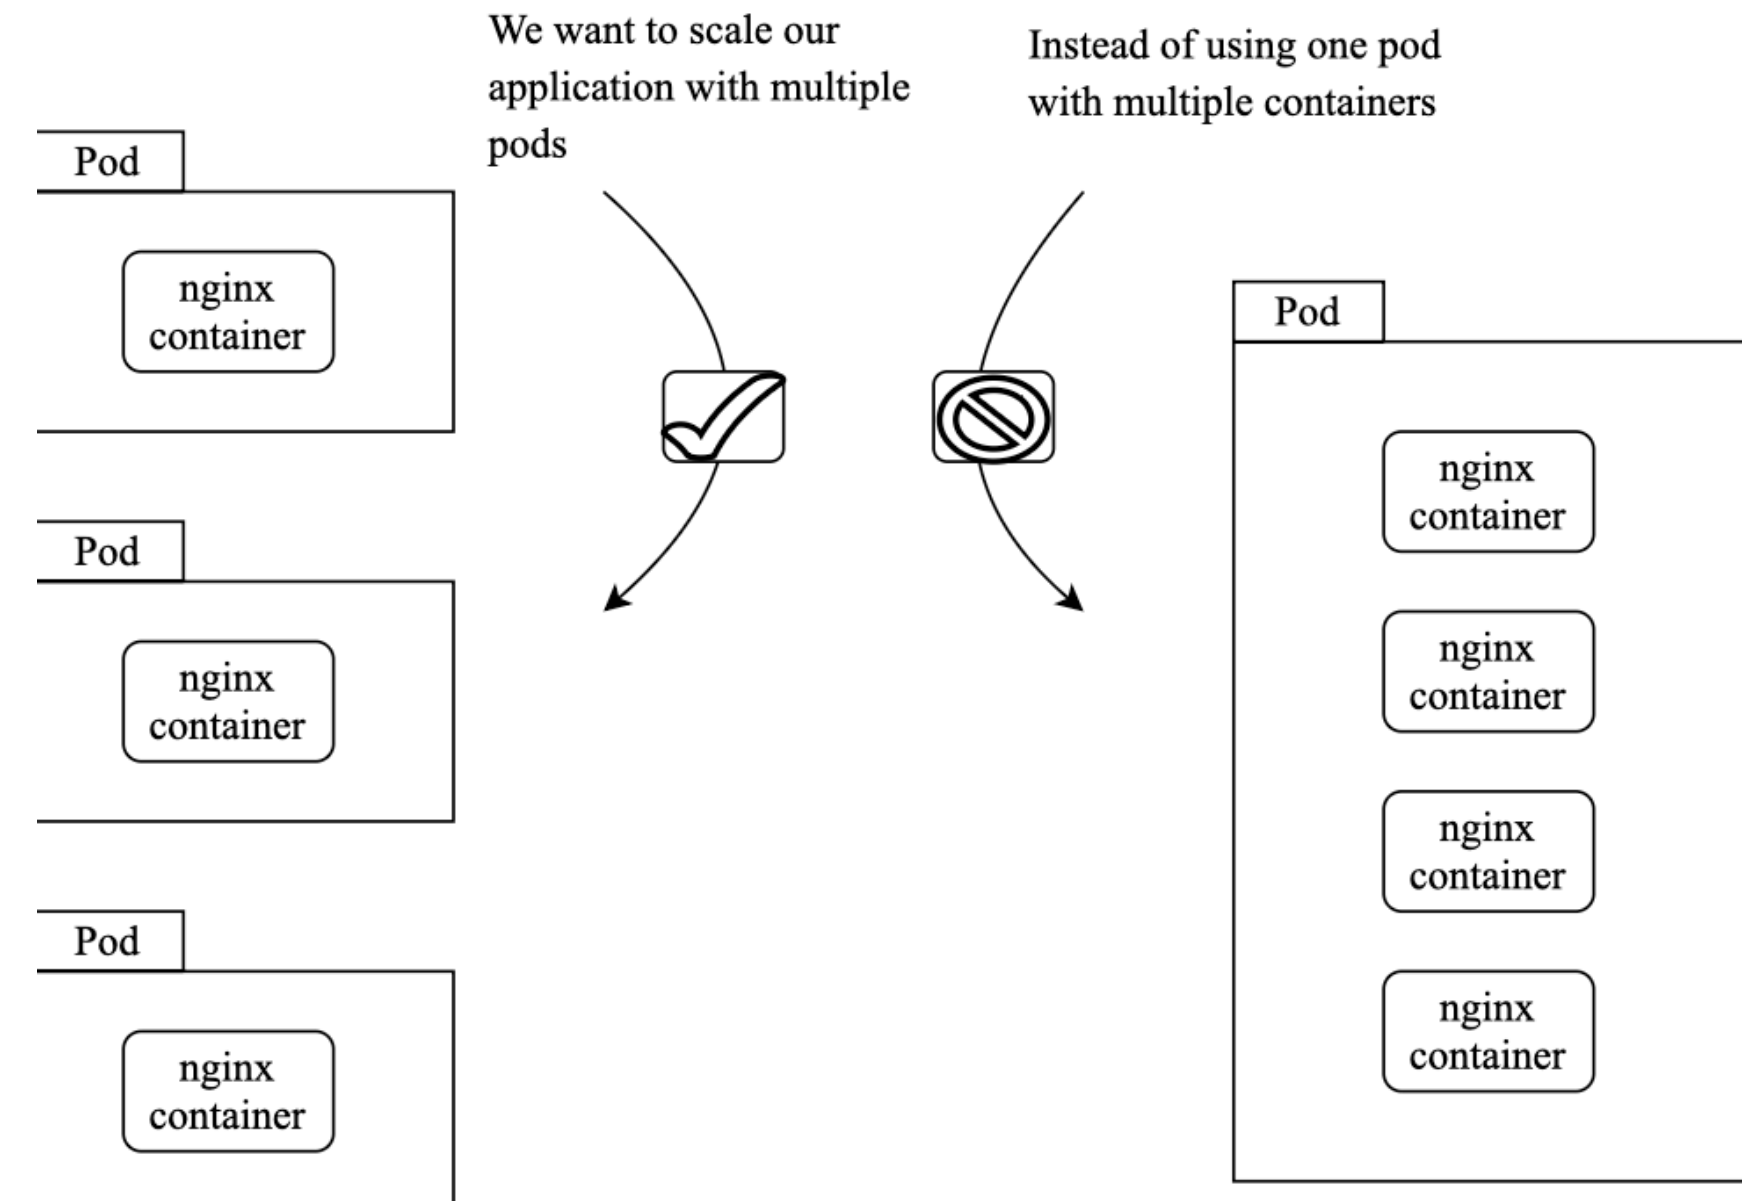 We want to scale our
application with multiple
pods
Instead of using one pod
with multiple containers
Pod
nginx
container
Pod
nginx
container
Pod
nginx
container
Pod
nginx
container
nginx
container
nginx
container
nginx
container